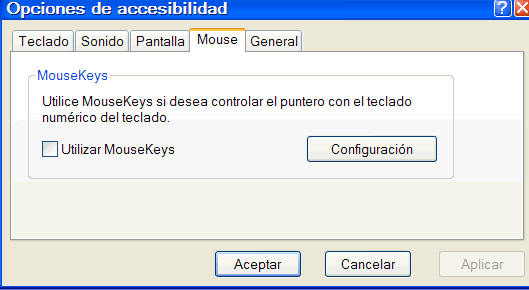 Opciones de accesibilidad
Teclado Sonido Pantalla Mouse General
MouseKeys
Utilice MouseKeys si desea controlar el puntero con el teclado
numérico del teclado.
Utilizar MouseKeys Configuración
Aceptar Cancelar Aplicar